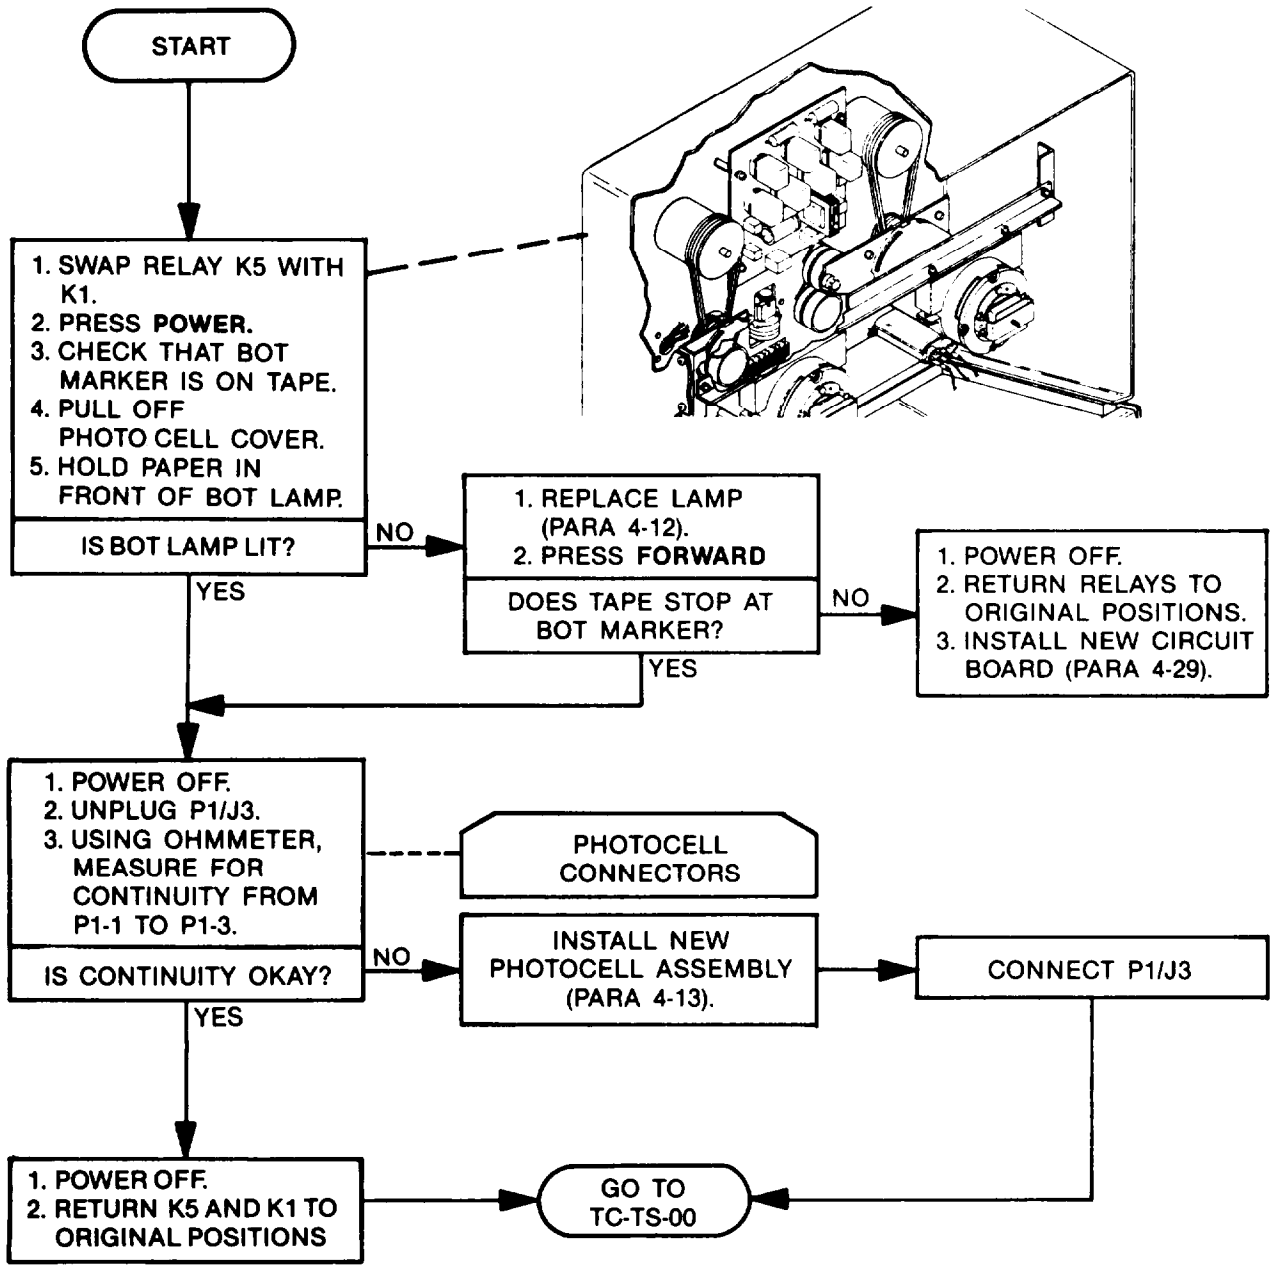 START
1. SWAP RELAY K5 WITH
K1.
2. PRESS POWER.
3. CHECK THAT BOT
MARKER IS ON TAPE.
4. PULL OFF
PHOTO CELL COVER.
5. HOLD PAPER IN
FRONT OF BOT LAMP.
IS BOT LAMP LIT?
NO
YES
1. REPLACE LAMP
(PARA 4-12).
2. PRESS FORWARD
DOES TAPE STOP AT
BOT MARKER?
NO
YES
1. POWER OFF.
2. RETURN RELAYS TO
ORIGINAL POSITIONS.
3. INSTALL NEW CIRCUIT
BOARD (PARA 4-29).
1. POWER OFF.
2. UNPLUG P1/J3.
3. USING OHMMETER,
MEASURE FOR
CONTINUITY FROM
P1-1 TO P1-3.
IS CONTINUITY OKAY?
NO
YES
PHOTOCELL
CONNECTORS
INSTALL NEW
PHOTOCELL ASSEMBLY
(PARA 4-13).
CONNECT P1/J3
1. POWER OFF.
2. RETURN K5 AND K1 TO
ORIGINAL POSITIONS
GO TO
TC-TS-00